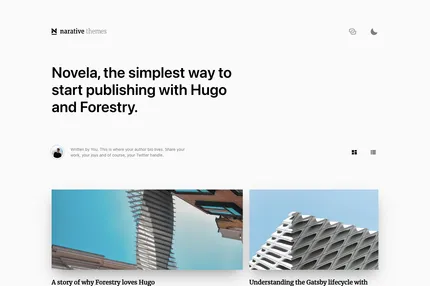 narative themes
Novela, the simplest way to
start publishing with Hugo
and Forestry.
Written by You. This is where your author bio lives. Share your
work, your joys and of course, your Twitter handle.
A story of why Forestry loves Hugo
Understanding the Gatsby lifecycle with